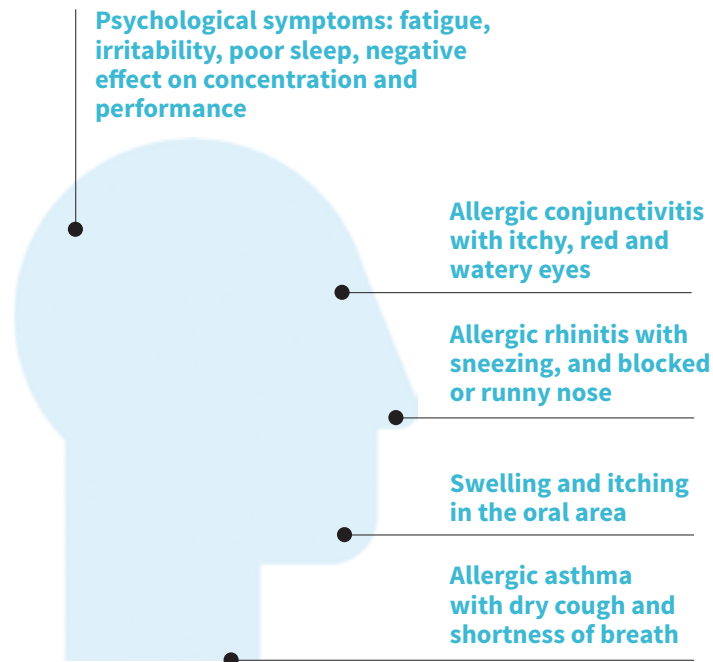 Psychological symptoms: fatigue,
irritability, poor sleep, negative
effect on concentration and
performance
Allergic conjunctivitis
with itchy, red and
watery eyes
Allergic rhinitis with
sneezing, and blocked
or runny nose
Swelling and itching
in the oral area
Allergic asthma
with dry cough and
shortness of breath